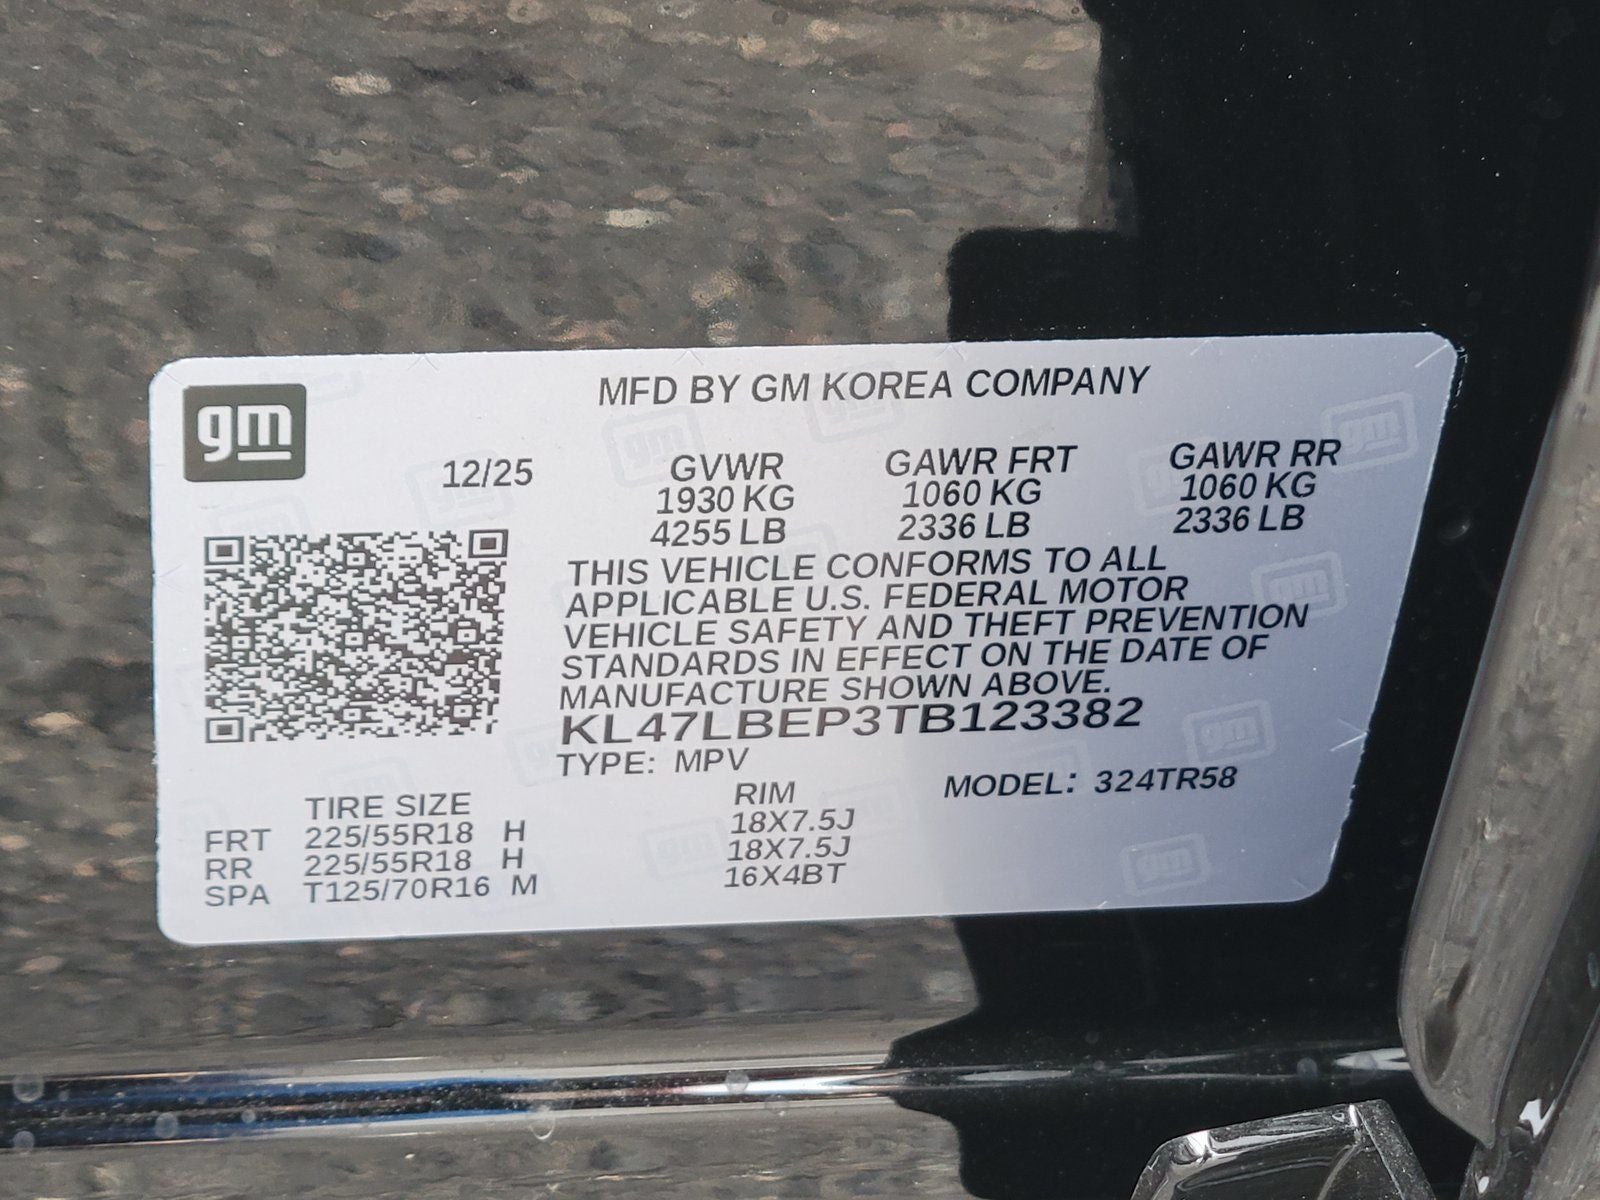 gm
MFD BY GM KOREA COMPANY
12/25
GVWR GAWR FRT GAWR RR
1930 KG 1060 KG 1060 KG
4255 LB 2336 LB 2336 LB
THIS VEHICLE CONFORMS TO ALL
APPLICABLE U.S. FEDERAL MOTOR
VEHICLE SAFETY AND THEFT PREVENTION
STANDARDS IN EFFECT ON THE DATE OF
MANUFACTURE SHOWN ABOVE.
KL47LBEP3TB123382
TYPE: MPV
MODEL: 324TR58
TIRE SIZE RIM
FRT 225/55R18 H 18X7.5J
RR 225/55R18 H 18X7.5J
SPA T125/70R16 M 16X4BT